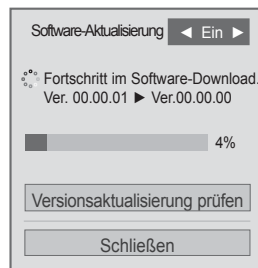 Software-Aktualisierung ◄ Ein ►
Fortschritt im Software-Download.
Ver. 00.00.01 ► Ver.00.00.00
4%
Versionsaktualisierung prüfen
Schließen